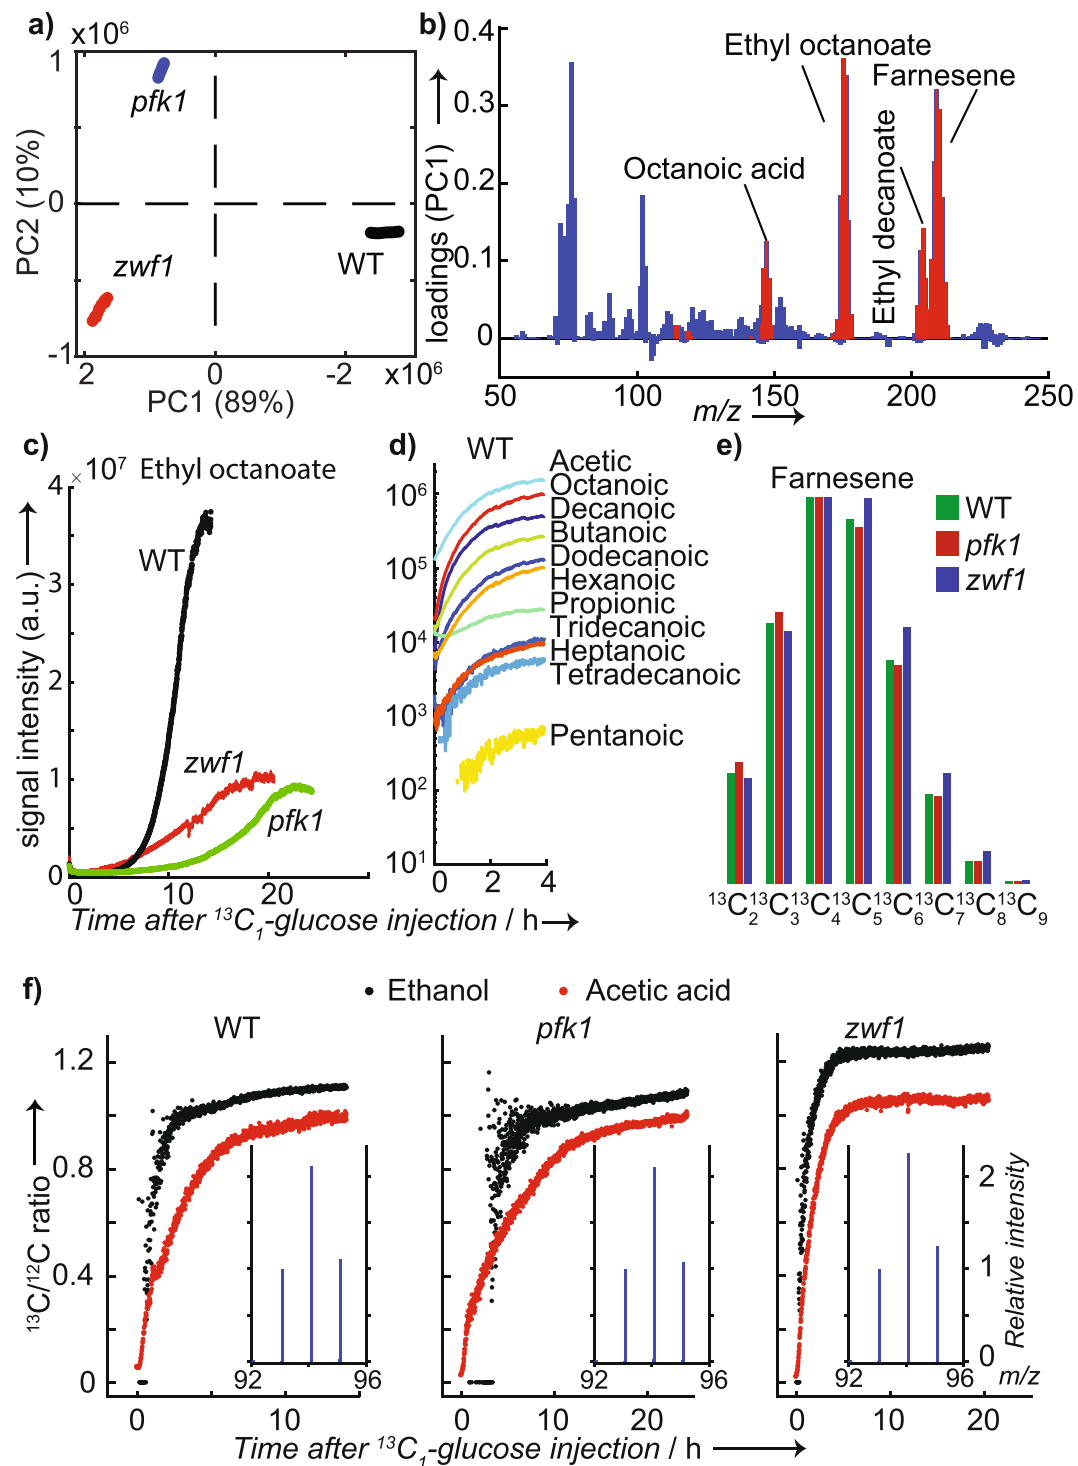 a)
x10⁶
1
0
-1
PC2 (10%)
pfk1
zwf1
WT
2
0
-2
x10⁶
PC1 (89%)
b)
0.4
0.3
0.2
0.1
0
loadings (PC1)
Ethyl octanoate
Farnesene
Octanoic acid
Ethyl decanoate
50
100
150
200
250
m/z
c)
×10⁷
Ethyl octanoate
4
3
2
1
0
signal intensity (a.u.)
WT
zwf1
pfk1
0
10
20
Time after ¹³C₁-glucose injection / h
d)
WT
10⁶
10⁵
10⁴
10³
10²
10¹
Acetic
Octanoic
Decanoic
Butanoic
Dodecanoic
Hexanoic
Propionic
Tridecanoic
Heptanoic
Tetradecanoic
Pentanoic
0
2
4
e)
Farnesene
WT
pfk1
zwf1
¹³C₂ ¹³C₃ ¹³C₄ ¹³C₅ ¹³C₆ ¹³C₇ ¹³C₈ ¹³C₉
f)
Ethanol
Acetic acid
WT
pfk1
zwf1
1.2
0.8
0.4
0
¹³C/¹²C ratio
92
96
92
96
92
96
2
1
0
Relative intensity
m/z
0
10
0
10
20
0
10
20
Time after ¹³C₁-glucose injection / h